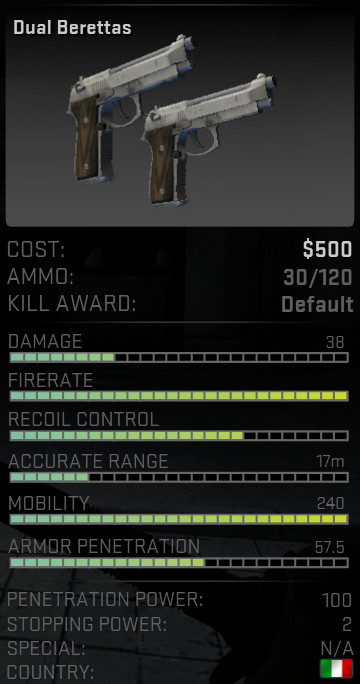 Dual Berettas
COST: $500
AMMO: 30/120
KILL AWARD: Default
DAMAGE 38
FIRERATE
RECOIL CONTROL
ACCURATE RANGE 17m
MOBILITY 240
ARMOR PENETRATION 57.5
PENETRATION POWER: 100
STOPPING POWER: 2
SPECIAL: N/A
COUNTRY: